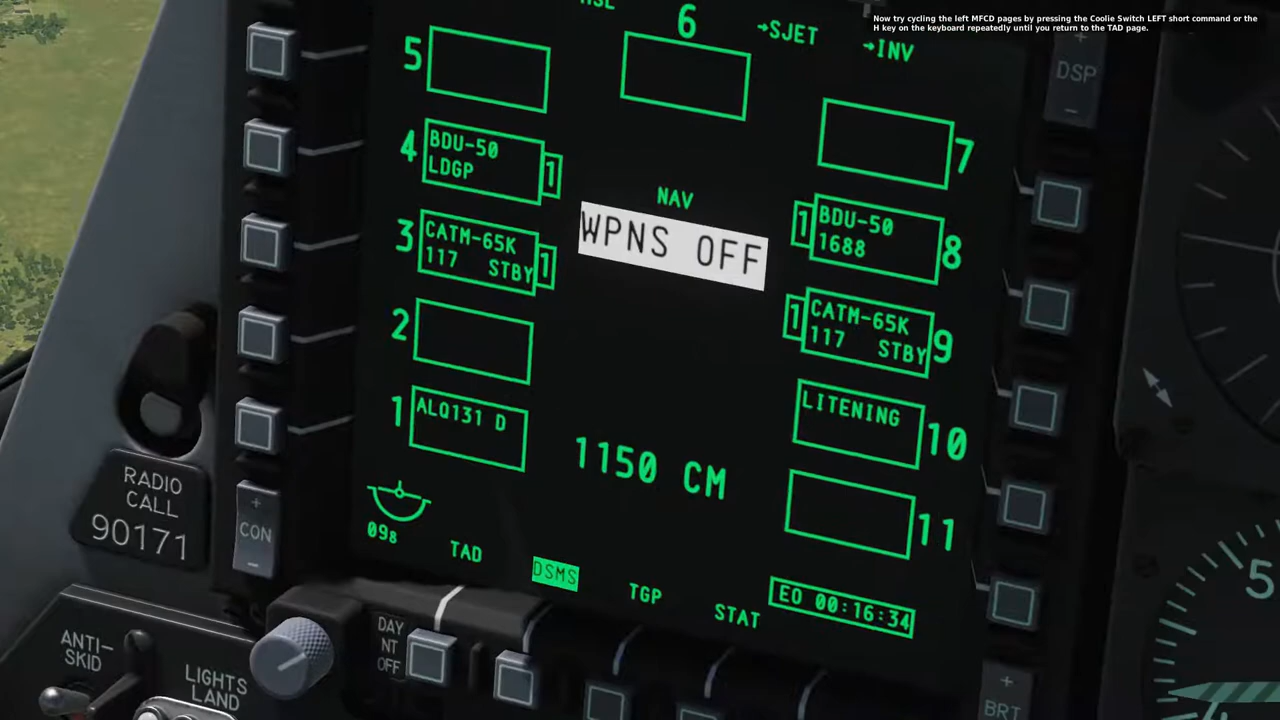 Now try cycling the left MFCD pages by pressing the Coolie Switch LEFT short command or the
H key on the keyboard repeatedly until you return to the TAD page.
6
→SJET
→INV
5
7
4
BDU-50
LDGP
1
NAV
WPNS OFF
1
BDU-50
1688
8
3
CATM-65K
117 STBY
1
1
CATM-65K
117 STBY
9
2
LITENING
10
1
ALQ131 D
1150 CM
11
098
TAD
DSMS
TGP
STAT
EO 00:16:34
+
DSP
-
+
CON
-
+
BRT
RADIO
CALL
90171
DAY
NT
OFF
ANTI-
SKID
LIGHTS
LAND
5